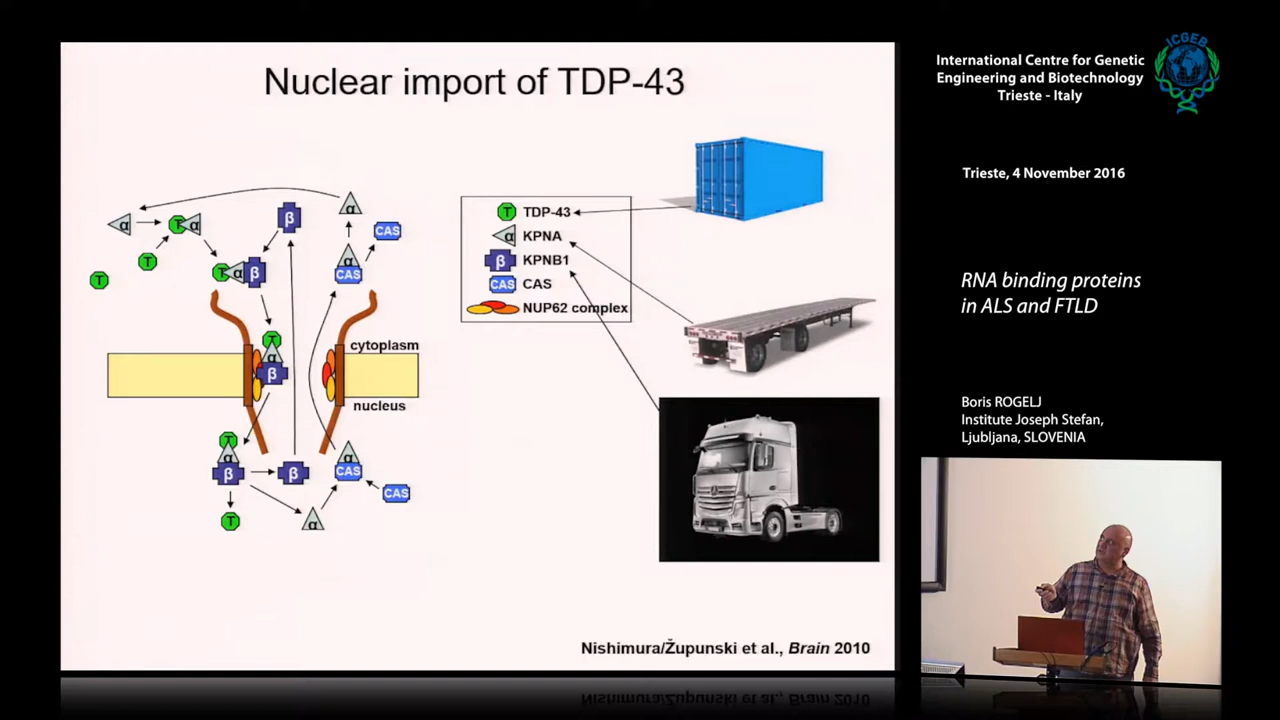 Nuclear import of TDP-43
α
T
α
β
α
CAS
α
CAS
T
T
T
α
β
T
α
β
cytoplasm
nucleus
T
α
β
β
α
CAS
CAS
T
α
T TDP-43
α KPNA
β KPNB1
CAS CAS
NUP62 complex
Nishimura/Župunski et al., Brain 2010
International Centre for Genetic
Engineering and Biotechnology
Trieste - Italy
ICGEB
Trieste, 4 November 2016
RNA binding proteins
in ALS and FTLD
Boris ROGELJ
Institute Joseph Stefan,
Ljubljana, SLOVENIA